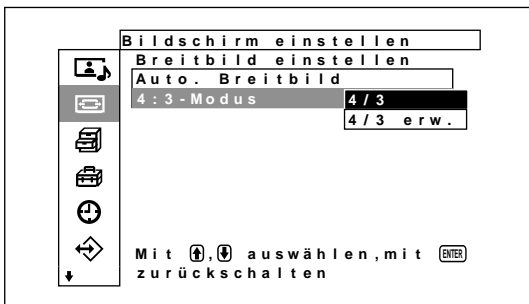 Bildschirm einstellen
Breitbild einstellen
Auto. Breitbild
4:3-Modus 4/3
4/3 erw.
Mit , auswählen,mit ENTER
zurückschalten